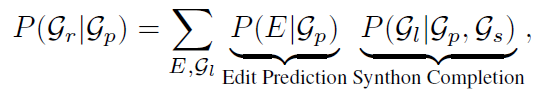 P(𝒢_r|𝒢_p) = ∑_{E,𝒢_l} P(E|𝒢_p) P(𝒢_l|𝒢_p, 𝒢_s) ,
Edit Prediction Synthon Completion